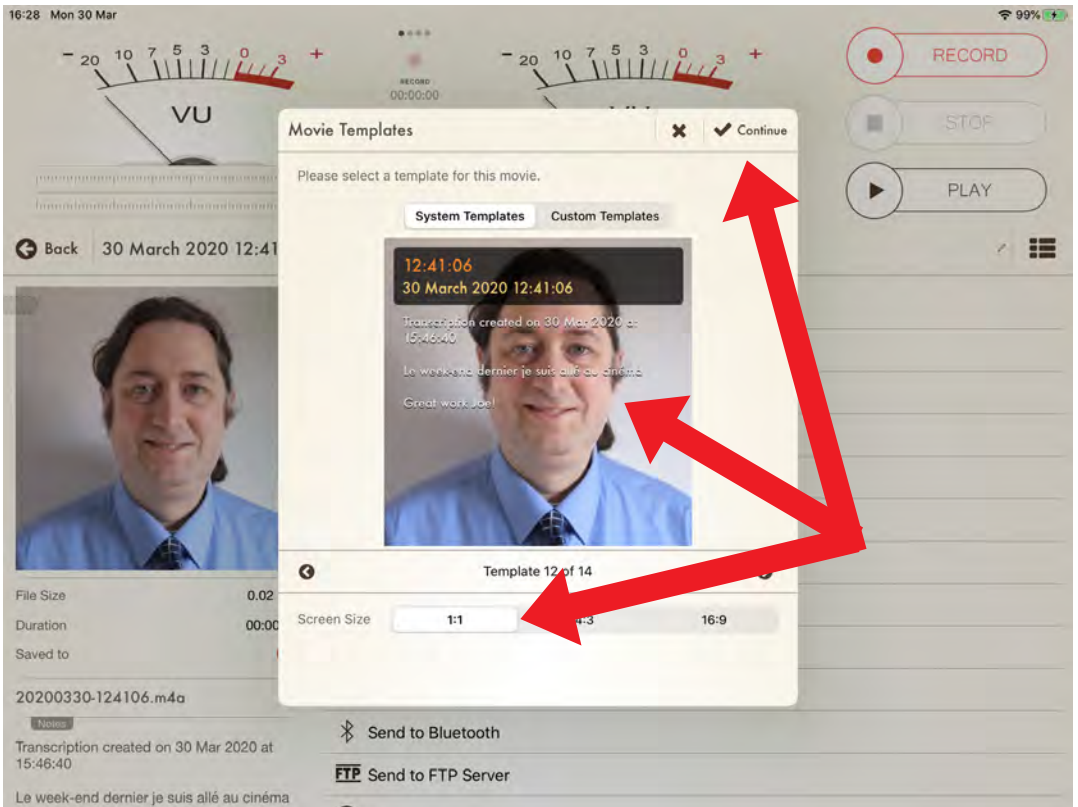 16:28 Mon 30 Mar
99%
- 20 10 7 5 3 0 3 +
VU
RECORD
00:00:00
- 20 10 7 5 3 0 3 +
RECORD
STOP
PLAY
Movie Templates
Continue
Please select a template for this movie.
System Templates Custom Templates
Back 30 March 2020 12:41
12:41:06
30 March 2020 12:41:06
Transcription created on 30 Mar 2020 at
15:46:40
Le week-end dernier je suis allé au cinéma
Great work Joe!
Template 12 of 14
Screen Size 1:1 4:3 16:9
File Size 0.02
Duration 00:00
Saved to
20200330-124106.m4a
Notes
Transcription created on 30 Mar 2020 at
15:46:40
Le week-end dernier je suis allé au cinéma
Send to Bluetooth
FTP Send to FTP Server